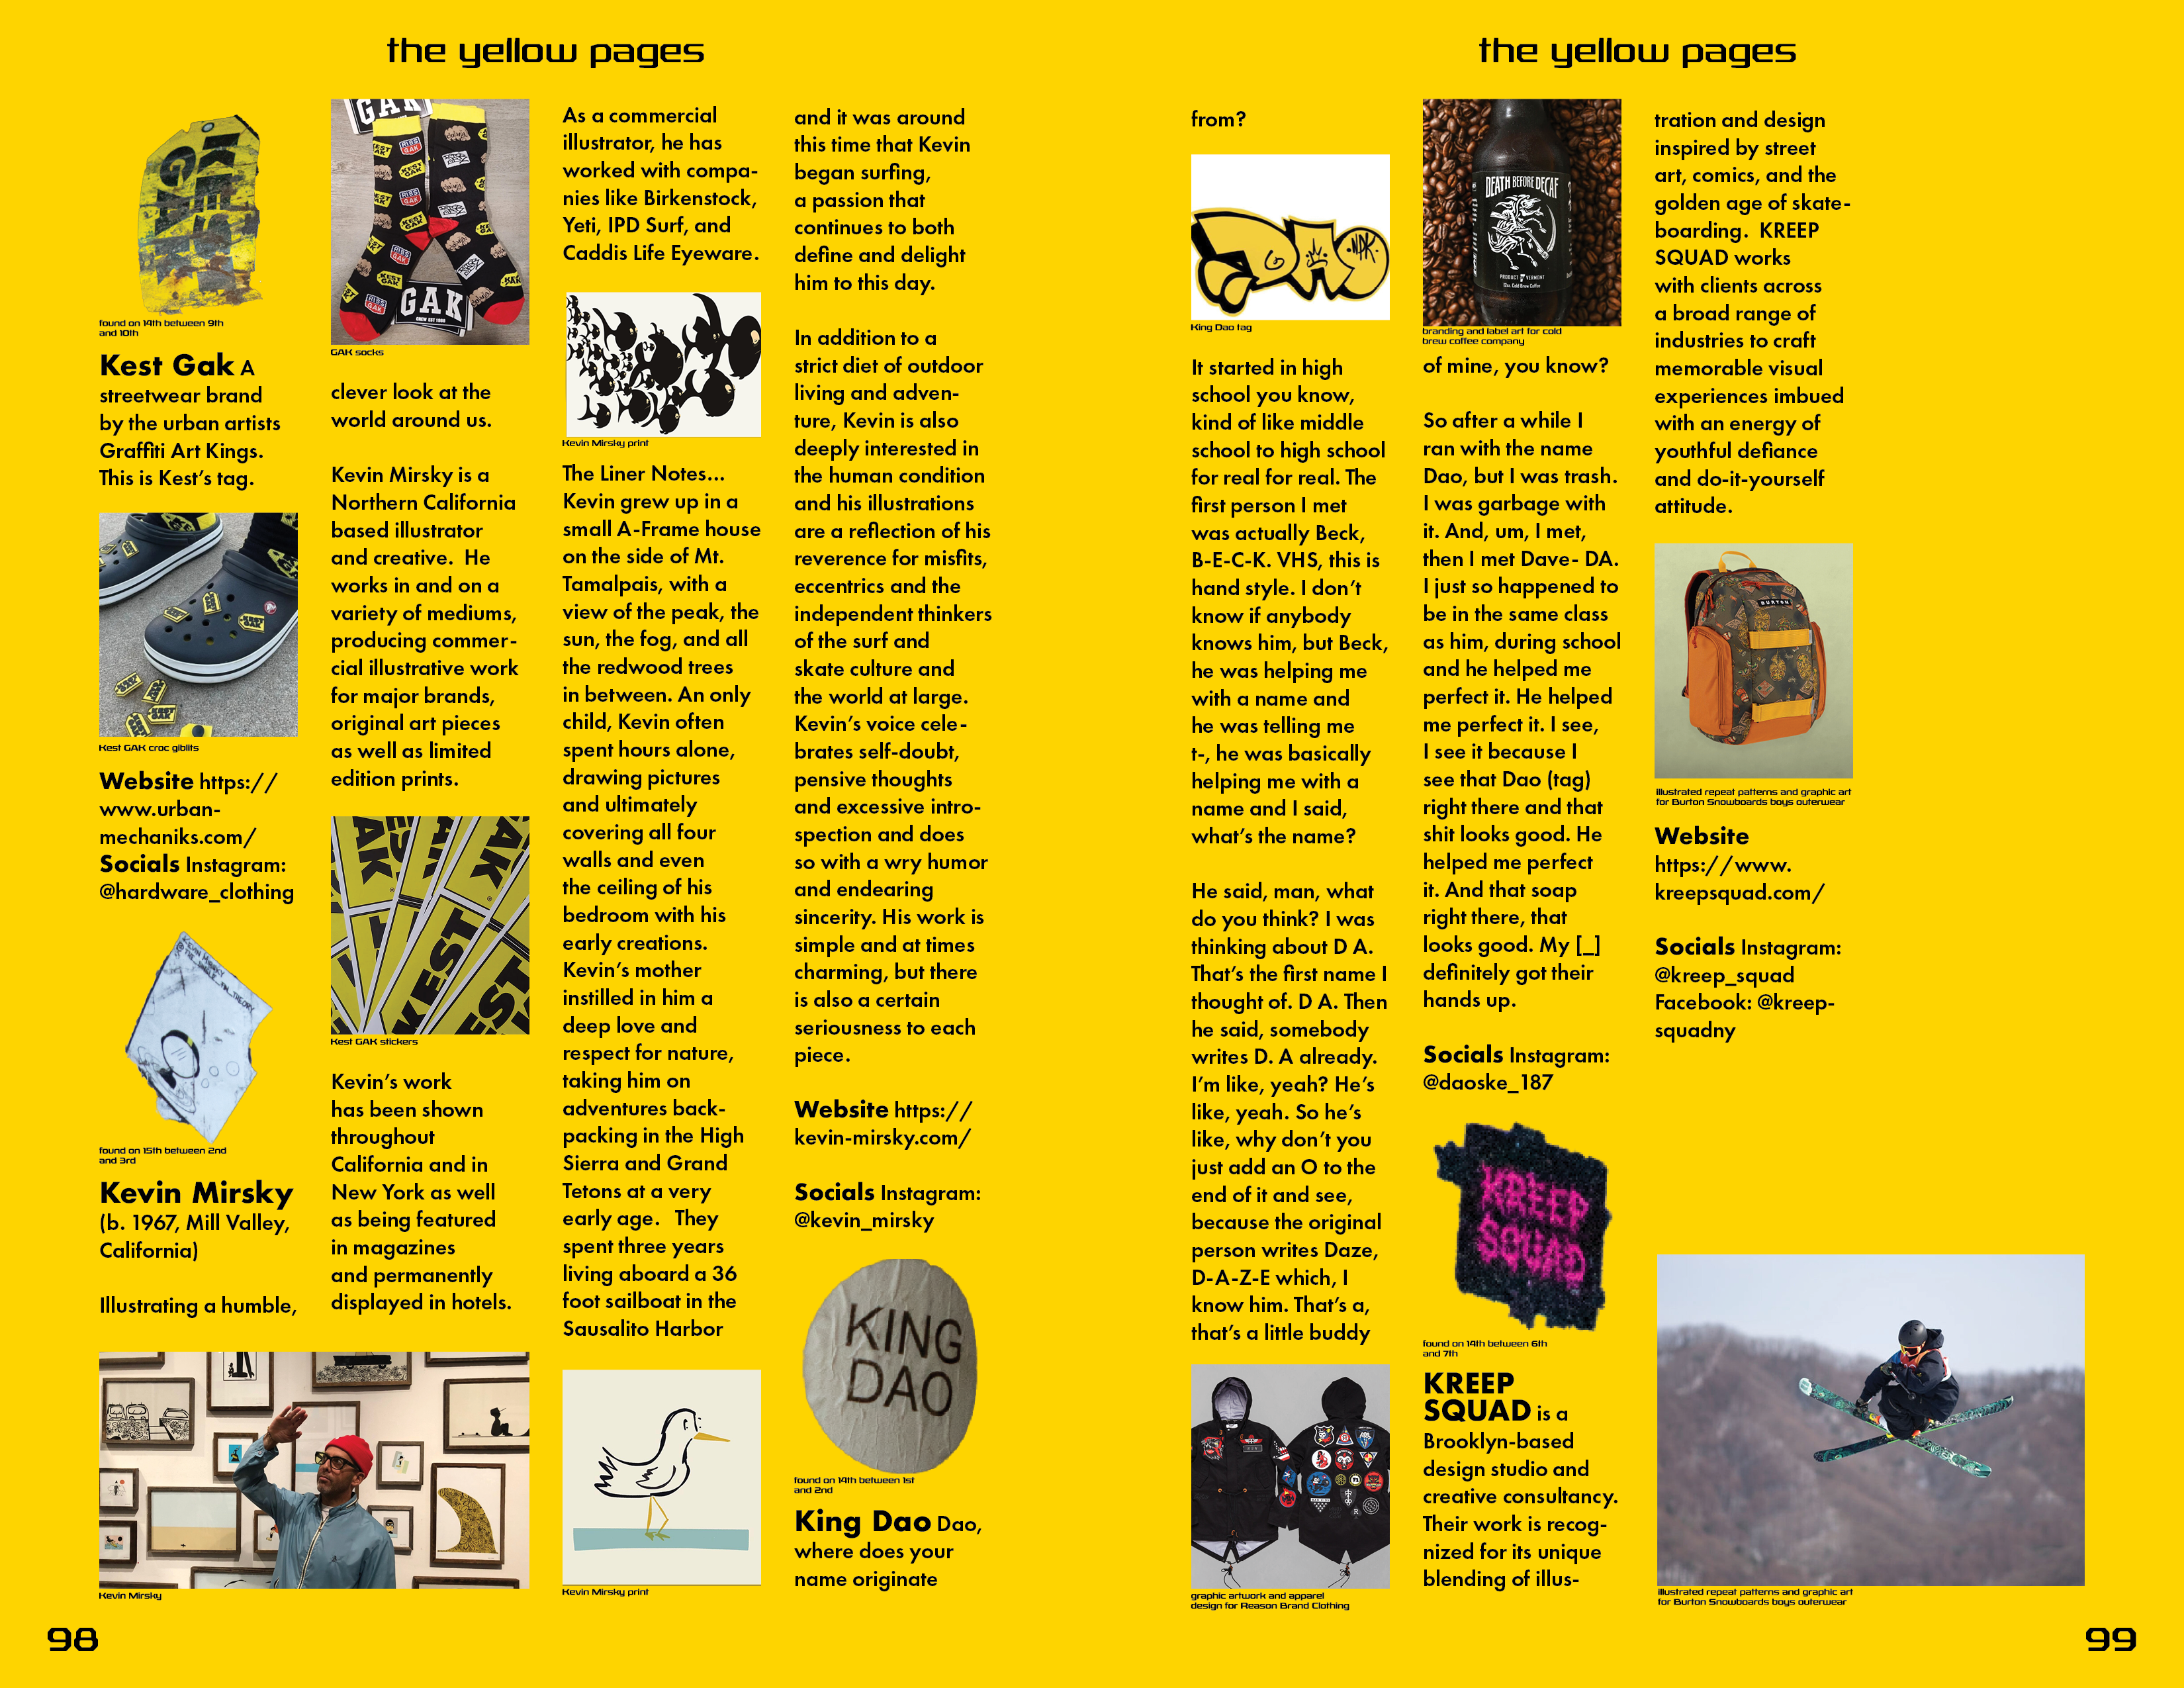 the yellow pages
KEST
GAK
found on 14th between 9th
and 10th
Kest Gak A
streetwear brand
by the urban artists
Graffiti Art Kings.
This is Kest's tag.
Kest GAK croc giblits
Website https://
www.urban-
mechaniks.com/
Socials Instagram:
@hardware_clothing
found on 15th between 2nd
and 3rd
Kevin Mirsky
(b. 1967, Mill Valley,
California)
Illustrating a humble,
Kevin Mirsky
GAK
GAK
GAK socks
clever look at the
world around us.
Kevin Mirsky is a
Northern California
based illustrator
and creative.  He
works in and on a
variety of mediums,
producing commer-
cial illustrative work
for major brands,
original art pieces
as well as limited
edition prints.
KEST
Kest GAK stickers
Kevin's work
has been shown
throughout
California and in
New York as well
as being featured
in magazines
and permanently
displayed in hotels.
As a commercial
illustrator, he has
worked with compa-
nies like Birkenstock,
Yeti, IPD Surf, and
Caddis Life Eyeware.
Kevin Mirsky print
The Liner Notes...
Kevin grew up in a
small A-Frame house
on the side of Mt.
Tamalpais, with a
view of the peak, the
sun, the fog, and all
the redwood trees
in between. An only
child, Kevin often
spent hours alone,
drawing pictures
and ultimately
covering all four
walls and even
the ceiling of his
bedroom with his
early creations.
Kevin's mother
instilled in him a
deep love and
respect for nature,
taking him on
adventures back-
packing in the High
Sierra and Grand
Tetons at a very
early age.   They
spent three years
living aboard a 36
foot sailboat in the
Sausalito Harbor
Kevin Mirsky print
and it was around
this time that Kevin
began surfing,
a passion that
continues to both
define and delight
him to this day.
In addition to a
strict diet of outdoor
living and adven-
ture, Kevin is also
deeply interested in
the human condition
and his illustrations
are a reflection of his
reverence for misfits,
eccentrics and the
independent thinkers
of the surf and
skate culture and
the world at large.
Kevin's voice cele-
brates self-doubt,
pensive thoughts
and excessive intro-
spection and does
so with a wry humor
and endearing
sincerity. His work is
simple and at times
charming, but there
is also a certain
seriousness to each
piece.
Website https://
kevin-mirsky.com/
Socials Instagram:
@kevin_mirsky
KING
DAO
found on 14th between 1st
and 2nd
King Dao Dao,
where does your
name originate
98
the yellow pages
from?
DAO
King Dao tag
It started in high
school you know,
kind of like middle
school to high school
for real for real. The
first person I met
was actually Beck,
B-E-C-K. VHS, this is
hand style. I don't
know if anybody
knows him, but Beck,
he was helping me
with a name and
he was telling me
t-, he was basically
helping me with a
name and I said,
what's the name?
He said, man, what
do you think? I was
thinking about D A.
That's the first name I
thought of. D A. Then
he said, somebody
writes D. A already.
I'm like, yeah? He's
like, yeah. So he's
like, why don't you
just add an O to the
end of it and see,
because the original
person writes Daze,
D-A-Z-E which, I
know him. That's a,
that's a little buddy
graphic artwork and apparel
design for Reason Brand Clothing
DEATH BEFORE DECAF
PRODUCT VERMONT
12oz. Cold Brew Coffee
branding and label art for cold
brew coffee company
of mine, you know?
So after a while I
ran with the name
Dao, but I was trash.
I was garbage with
it. And, um, I met,
then I met Dave- DA.
I just so happened to
be in the same class
as him, during school
and he helped me
perfect it. He helped
me perfect it. I see,
I see it because I
see that Dao (tag)
right there and that
shit looks good. He
helped me perfect
it. And that soap
right there, that
looks good. My [_]
definitely got their
hands up.
Socials Instagram:
@daoske_187
KREEP
SQUAD
found on 14th between 6th
and 7th
KREEP
SQUAD is a
Brooklyn-based
design studio and
creative consultancy.
Their work is recog-
nized for its unique
blending of illus-
tration and design
inspired by street
art, comics, and the
golden age of skate-
boarding.  KREEP
SQUAD works
with clients across
a broad range of
industries to craft
memorable visual
experiences imbued
with an energy of
youthful defiance
and do-it-yourself
attitude.
BURTON
illustrated repeat patterns and graphic art
for Burton Snowboards boys outerwear
Website
https://www.
kreepsquad.com/
Socials Instagram:
@kreep_squad
Facebook: @kreep-
squadny
illustrated repeat patterns and graphic art
for Burton Snowboards boys outerwear
99